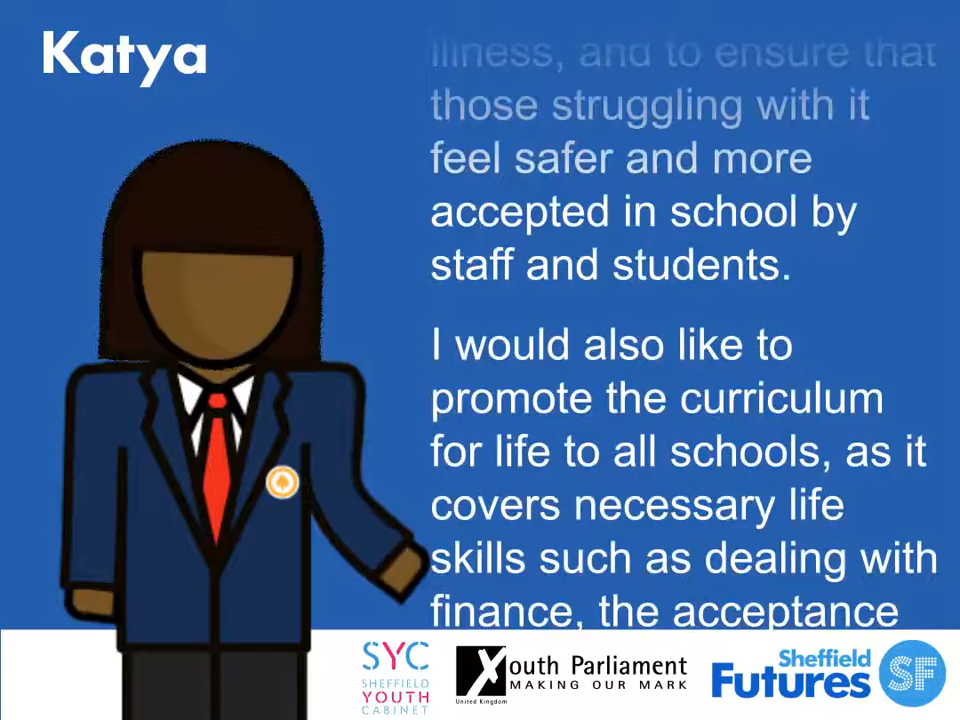 Katya
illness, and to ensure that
those struggling with it
feel safer and more
accepted in school by
staff and students.
I would also like to
promote the curriculum
for life to all schools, as it
covers necessary life
skills such as dealing with
finance, the acceptance
SYC
SHEFFIELD
YOUTH
CABINET
Youth Parliament
MAKING OUR MARK
United Kingdom
Sheffield
Futures
SF